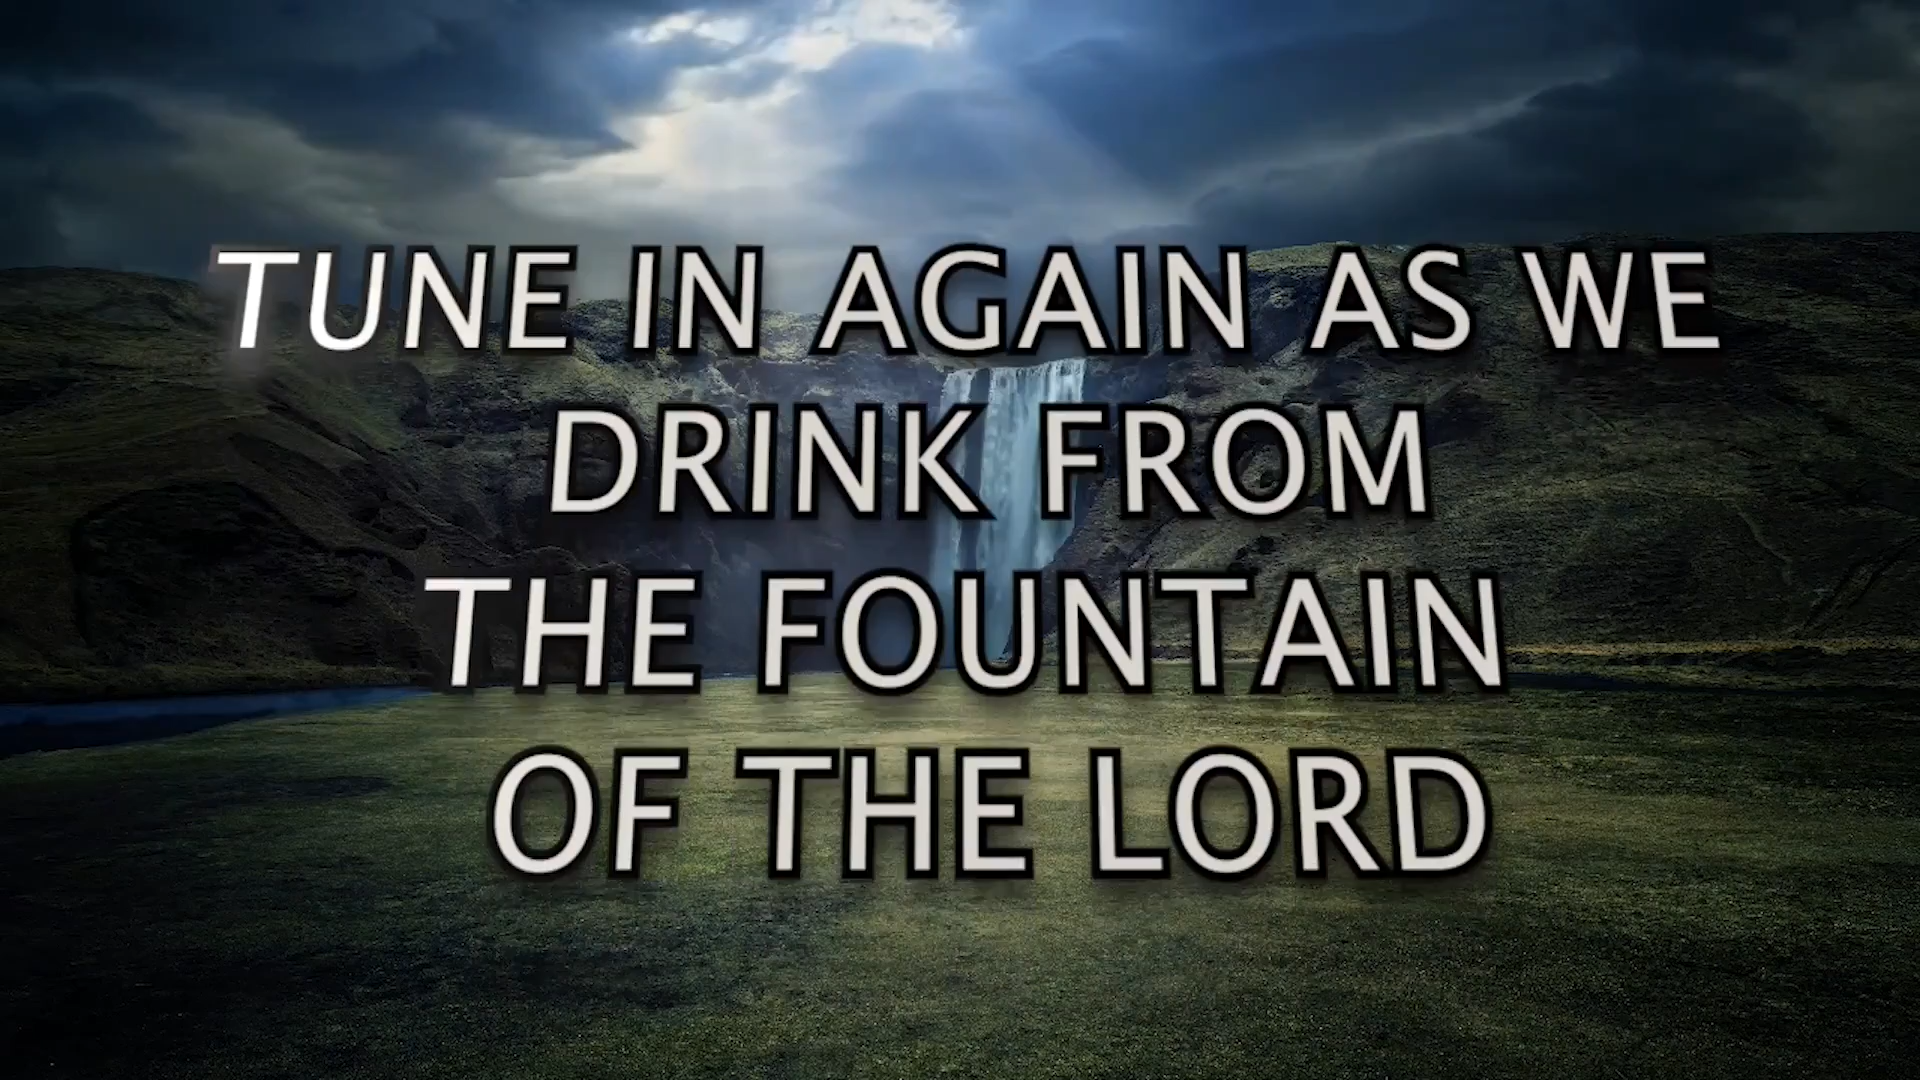 TUNE IN AGAIN AS WE
DRINK FROM
THE FOUNTAIN
OF THE LORD